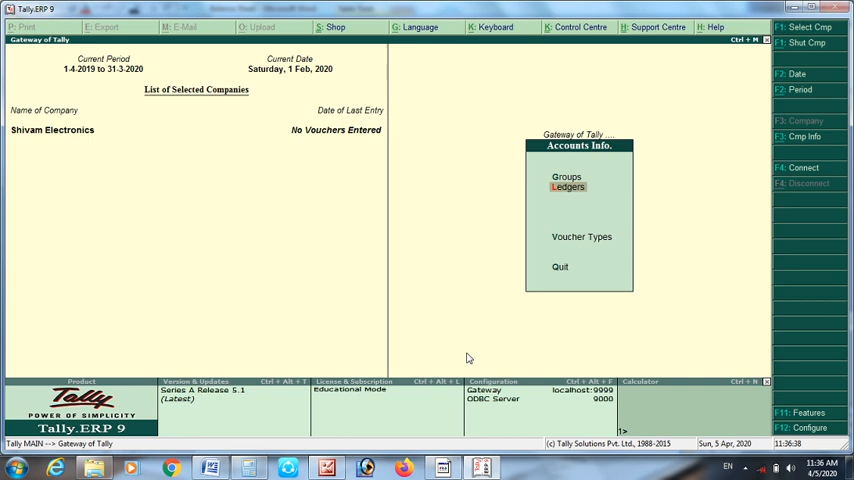 Tally.ERP 9
P: Print
E: Export
M: E-Mail
O: Upload
S: Shop
G: Language
K: Keyboard
K: Control Centre
H: Support Centre
H: Help
F1: Select Cmp
Gateway of Tally
Ctrl + M
F1: Shut Cmp
Current Period
Current Date
1-4-2019 to 31-3-2020
Saturday, 1 Feb, 2020
F2: Date
F2: Period
List of Selected Companies
Name of Company
Date of Last Entry
Shivam Electronics
No Vouchers Entered
F3: Company
F3: Cmp Info
F4: Connect
F4: Disconnect
Gateway of Tally ....
Accounts Info.
Groups
Ledgers
Voucher Types
Quit
Product
Version & Updates
Ctrl + Alt + T
License & Subscription
Ctrl + Alt + L
Configuration
Ctrl + Alt + F
Calculator
Ctrl + N
Tally
POWER OF SIMPLICITY
Tally.ERP 9
Series A Release 5.1
(Latest)
Educational Mode
Gateway
localhost:9999
ODBC Server
9000
1>
F11: Features
F12: Configure
Tally MAIN --> Gateway of Tally
(c) Tally Solutions Pvt. Ltd., 1988-2015
Sun, 5 Apr, 2020
11:36:38
EN
11:36 AM
4/5/2020